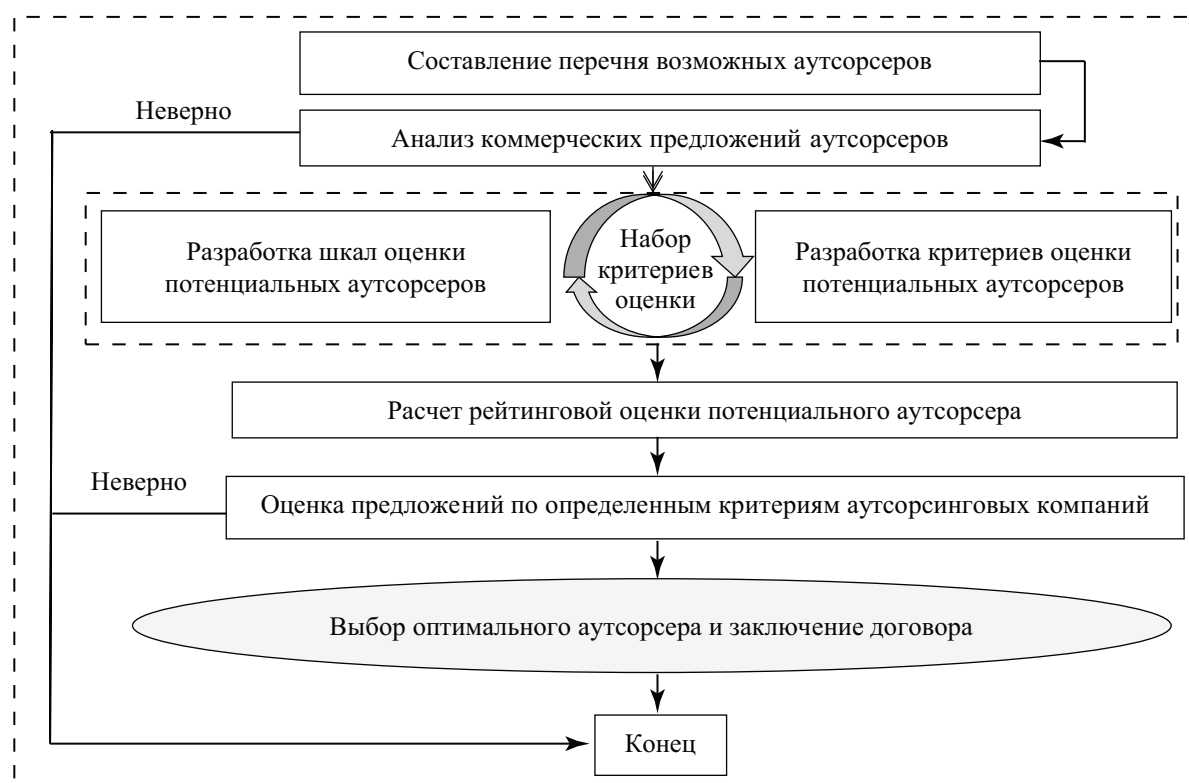 Составление перечня возможных аутсорсеров
Неверно
Анализ коммерческих предложений аутсорсеров
Разработка шкал оценки
потенциальных аутсорсеров
Набор
критериев
оценки
Разработка критериев оценки
потенциальных аутсорсеров
Расчет рейтинговой оценки потенциального аутсорсера
Неверно
Оценка предложений по определенным критериям аутсорсинговых компаний
Выбор оптимального аутсорсера и заключение договора
Конец